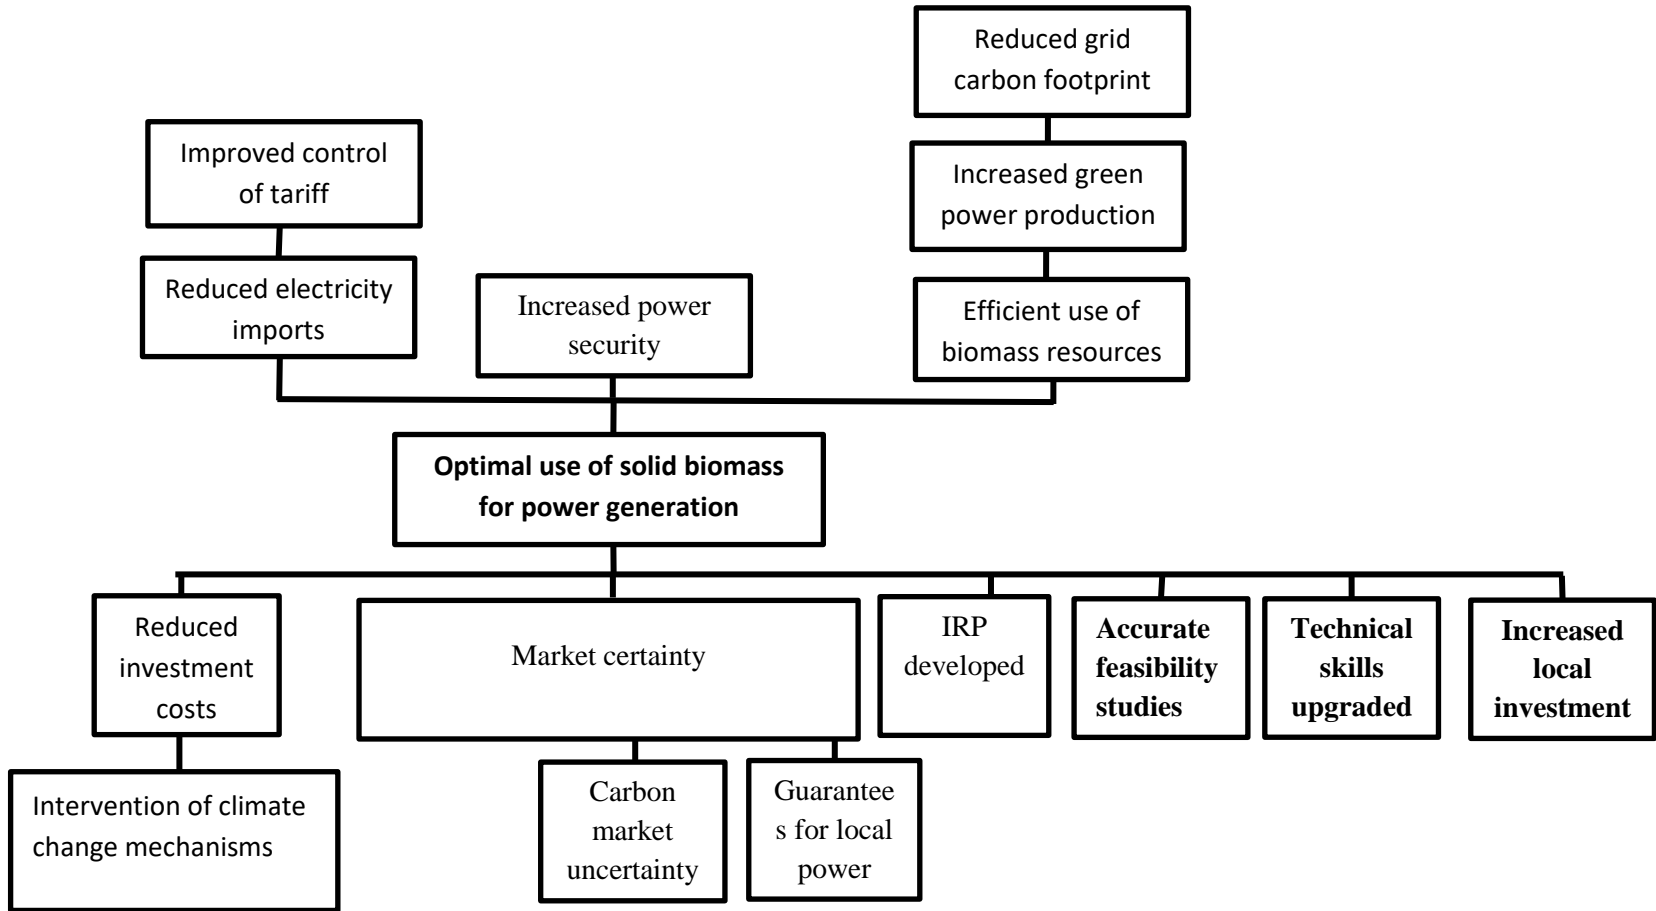 Reduced grid
carbon footprint
Improved control
of tariff
Increased green
power production
Reduced electricity
imports
Increased power
security
Efficient use of
biomass resources
Optimal use of solid biomass
for power generation
Reduced
investment
costs
Market certainty
IRP
developed
Accurate
feasibility
studies
Technical
skills
upgraded
Increased
local
investment
Intervention of climate
change mechanisms
Carbon
market
uncertainty
Guarantee
s for local
power